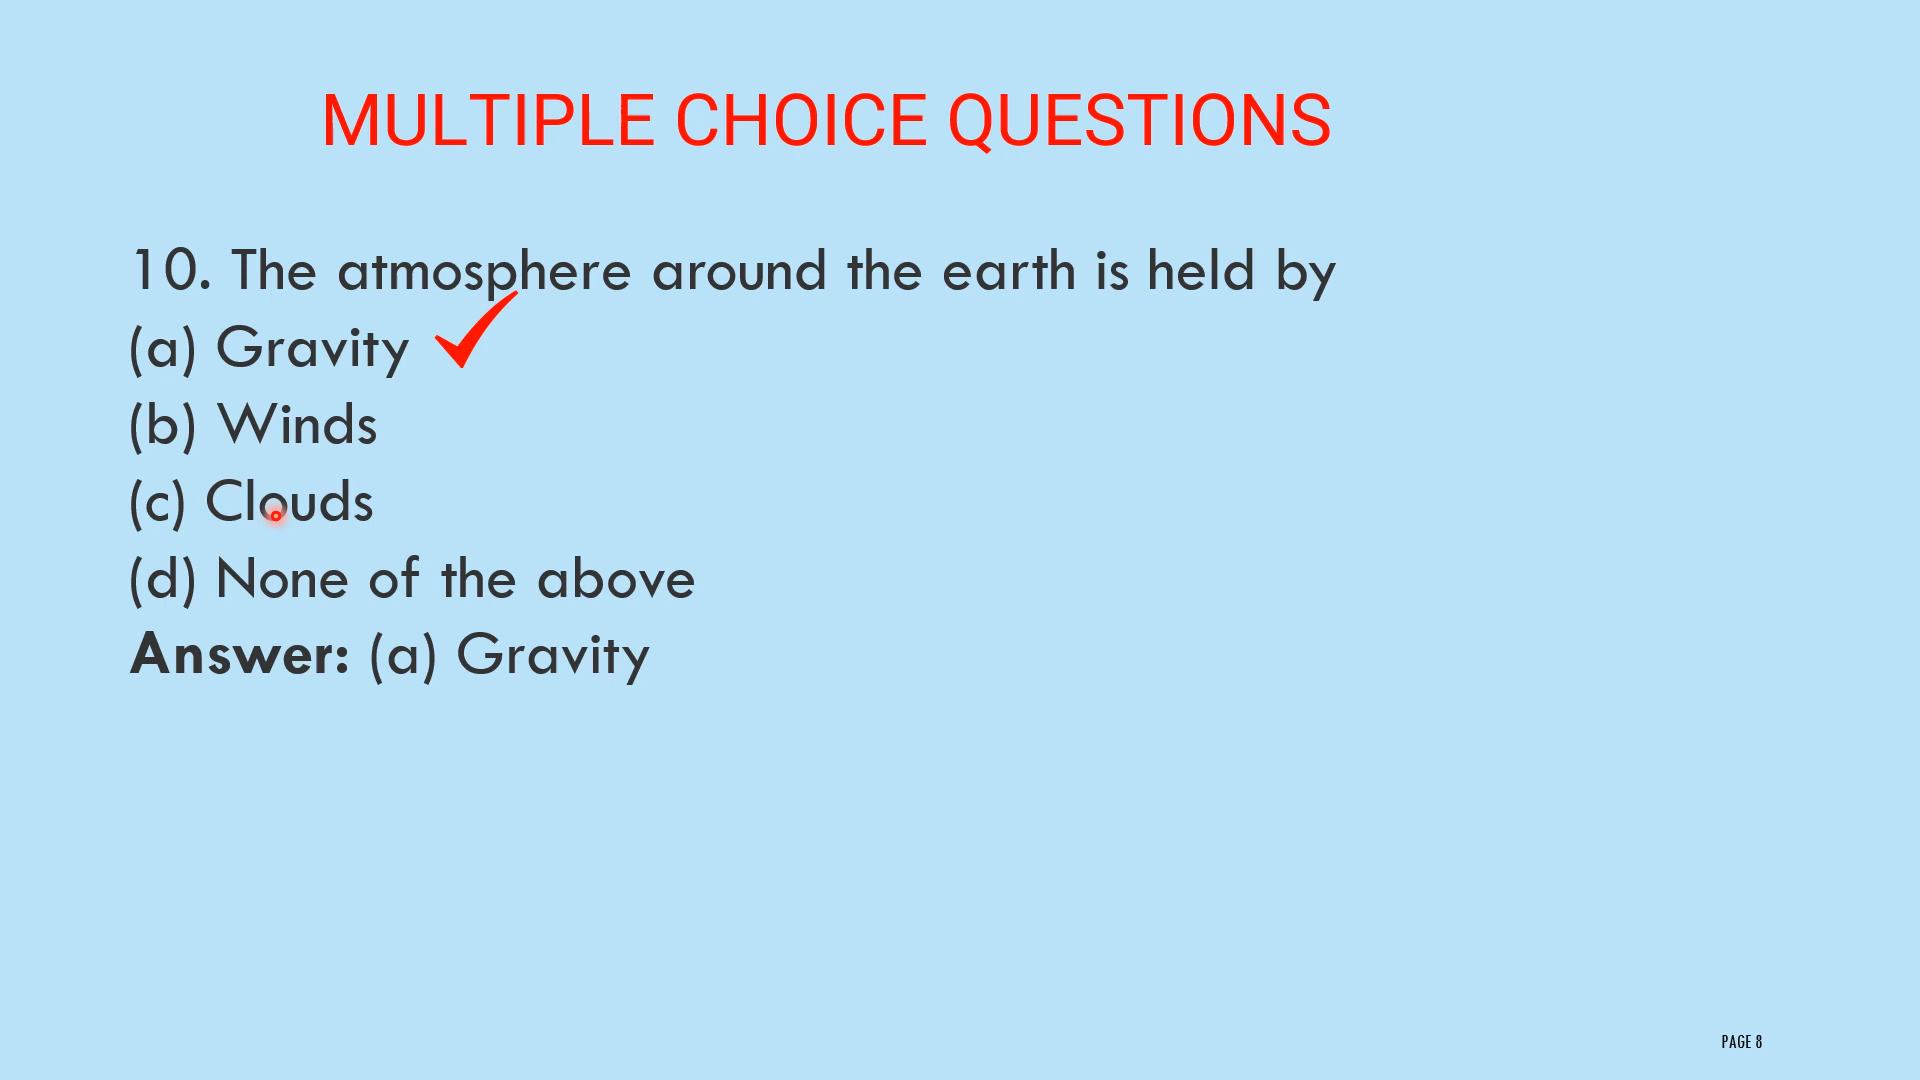 MULTIPLE CHOICE QUESTIONS
10. The atmosphere around the earth is held by
(a) Gravity
(b) Winds
(c) Clouds
(d) None of the above
Answer: (a) Gravity
PAGE 8